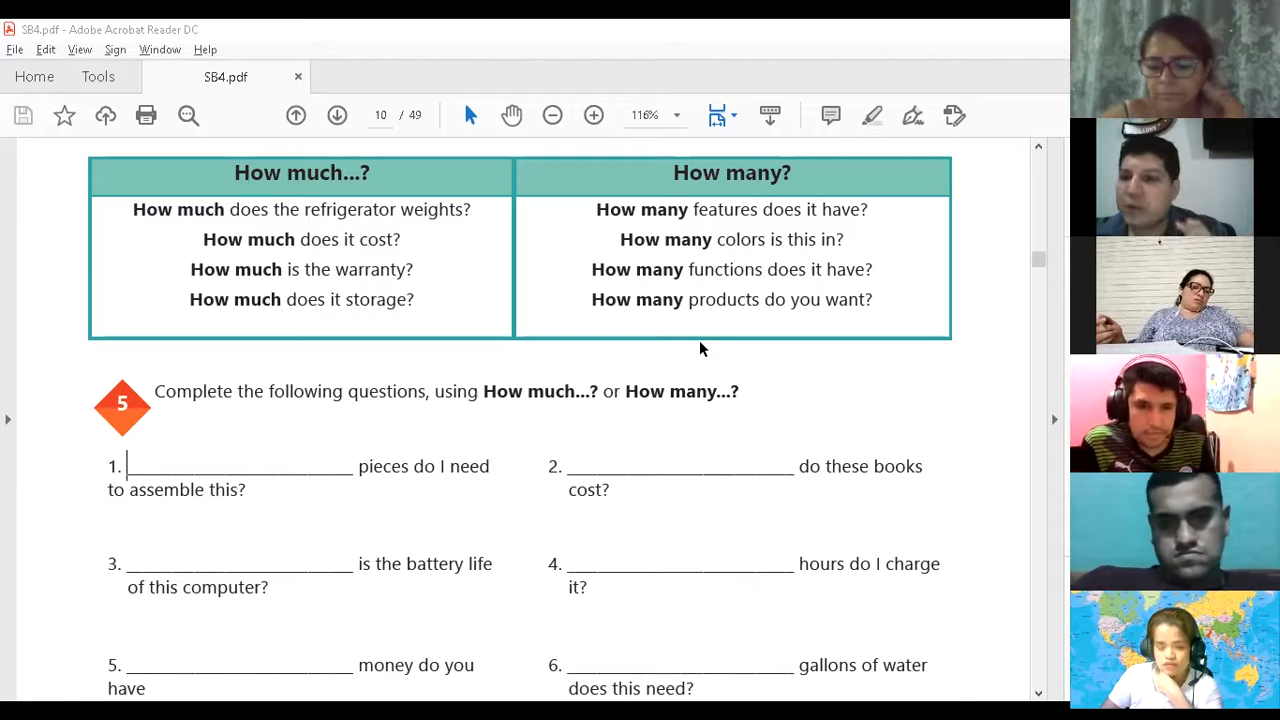 SB4.pdf - Adobe Acrobat Reader DC
File Edit View Sign Window Help
Home Tools SB4.pdf ×
10 / 49 116%
How much...? How many?
How much does the refrigerator weights? How many features does it have?
How much does it cost? How many colors is this in?
How much is the warranty? How many functions does it have?
How much does it storage? How many products do you want?
5 Complete the following questions, using How much...? or How many...?
1. _______________________ pieces do I need 2. _______________________ do these books
to assemble this? cost?
3. _______________________ is the battery life 4. _______________________ hours do I charge
of this computer? it?
5. _______________________ money do you 6. _______________________ gallons of water
have does this need?